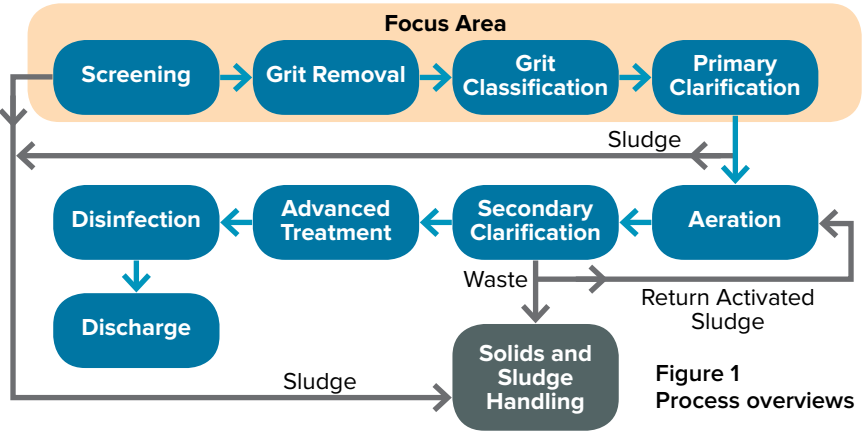 Focus Area
Screening
Grit Removal
Grit
Classification
Primary
Clarification
Sludge
Disinfection
Advanced
Treatment
Secondary
Clarification
Aeration
Waste
Return Activated
Sludge
Discharge
Solids and
Sludge
Handling
Sludge
Figure 1
Process overviews